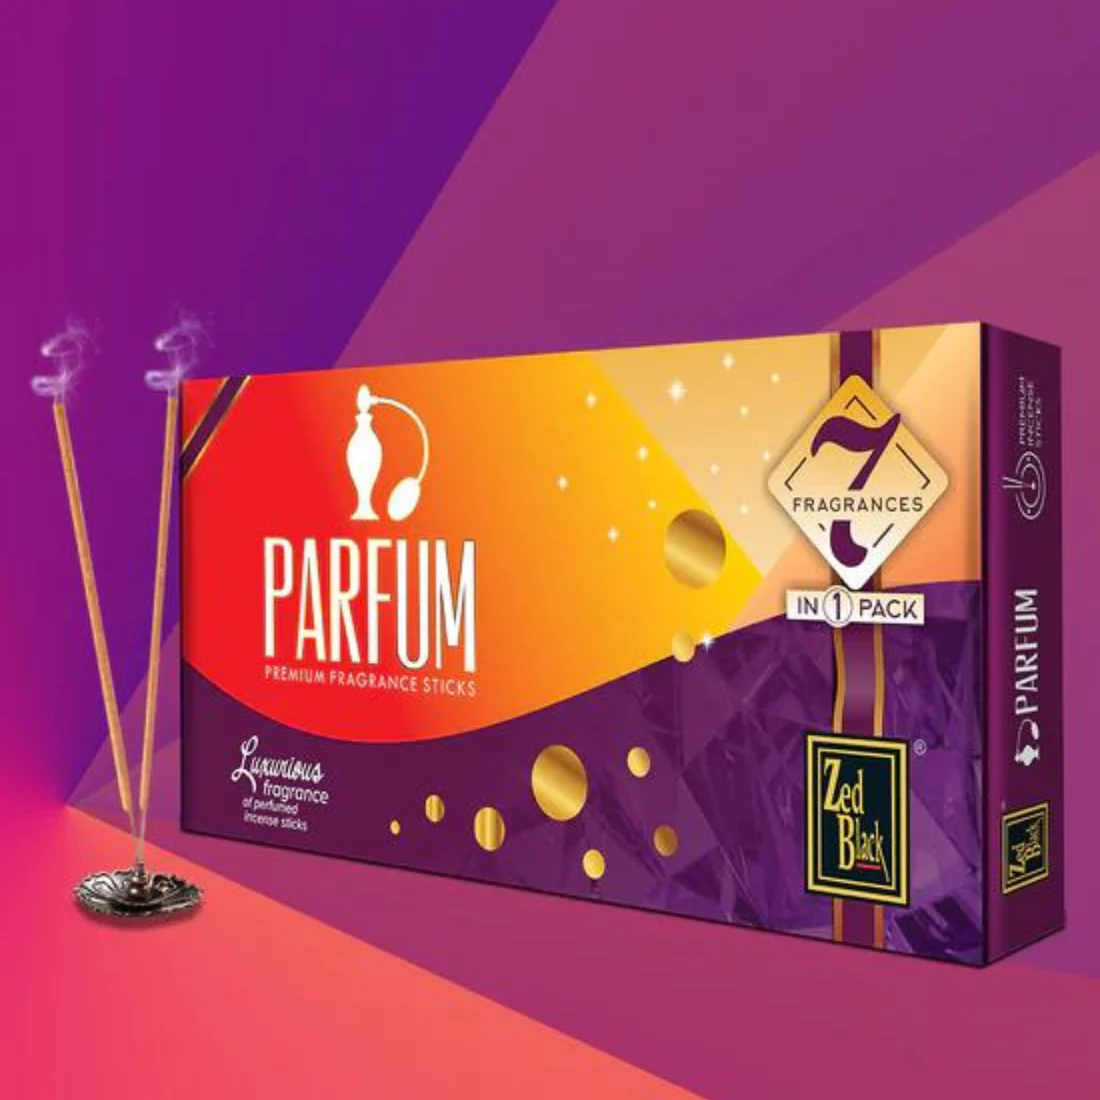 PARFUM
PREMIUM FRAGRANCE STICKS
Luxurious
fragrance
of perfumed
incense sticks
7
FRAGRANCES
IN 1 PACK
Zed
Black
®
PREMIUM
INCENSE
STICKS
PARFUM
Zed
Black